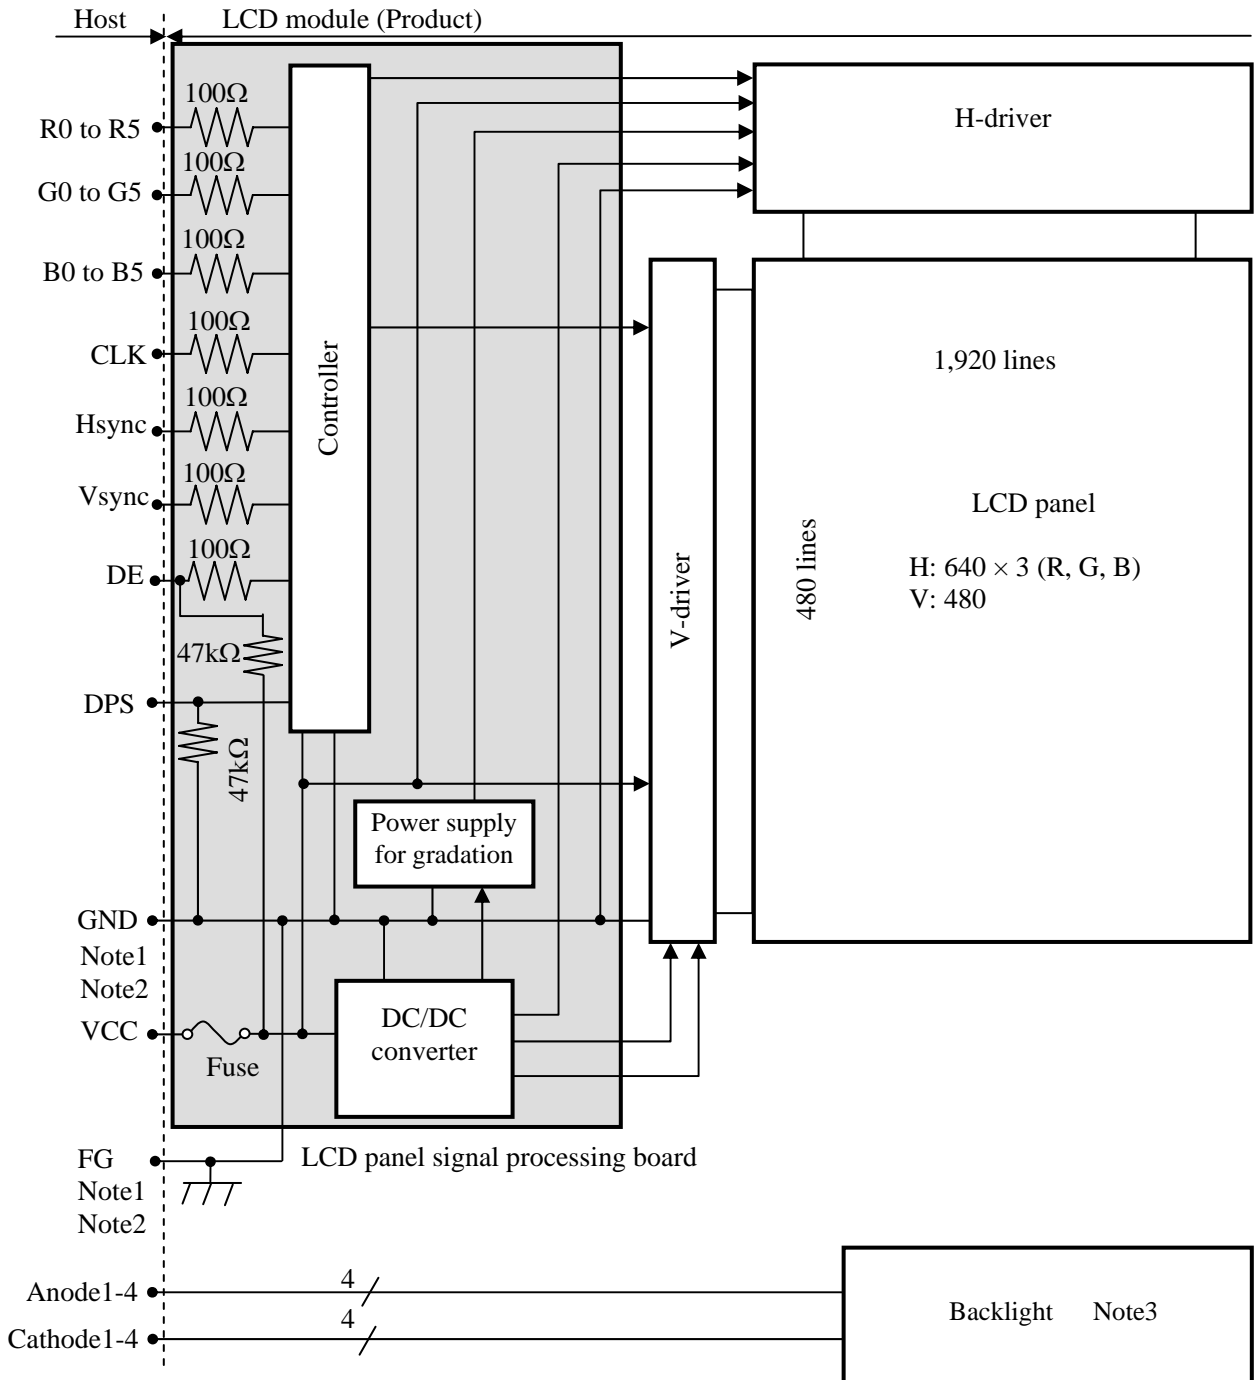 Host
LCD module (Product)
100Ω
R0 to R5
100Ω
G0 to G5
100Ω
B0 to B5
100Ω
CLK
100Ω
Hsync
100Ω
Vsync
100Ω
DE
47kΩ
DPS
47kΩ
Controller
H-driver
V-driver
1,920 lines
480 lines
LCD panel
H: 640 × 3 (R, G, B)
V: 480
Power supply
for gradation
GND
Note1
Note2
VCC
Fuse
DC/DC
converter
FG
Note1
Note2
LCD panel signal processing board
Anode1-4
4
Cathode1-4
4
Backlight Note3